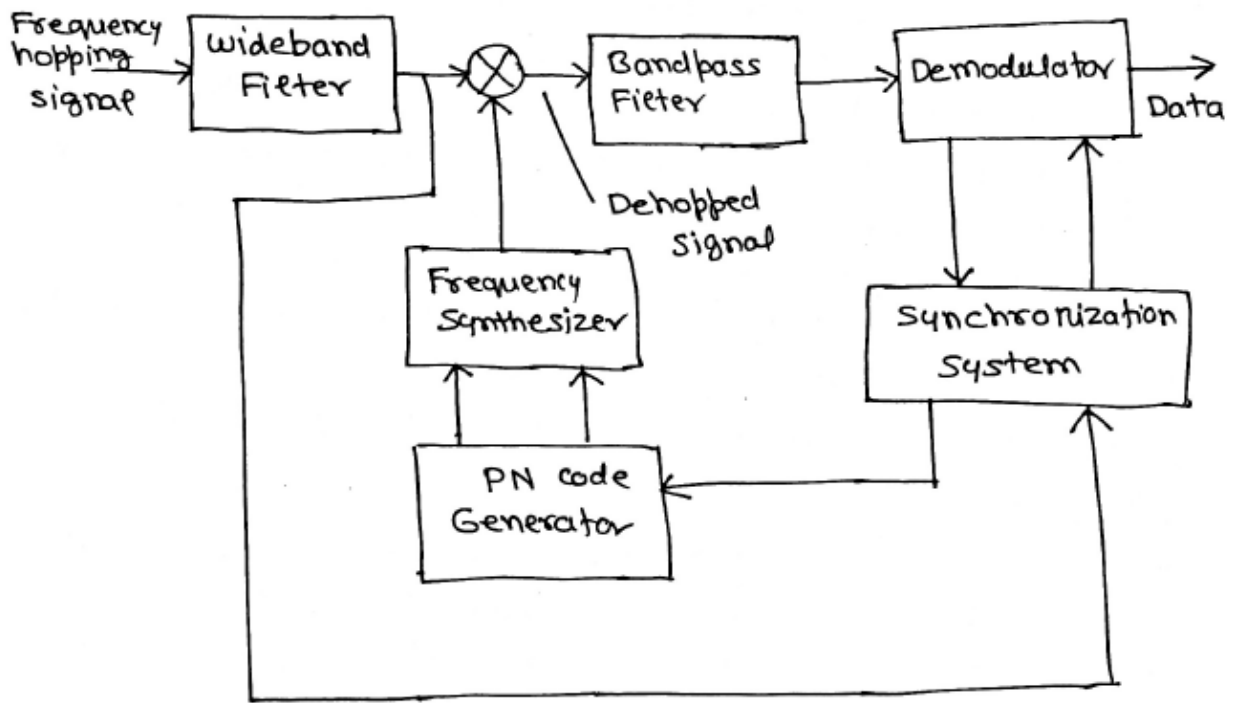 Frequency
hopping
signal
Wideband
Filter
Bandpass
Filter
Demodulator
Data
Dehopped
signal
Frequency
Synthesizer
Synchronization
System
PN code
Generator